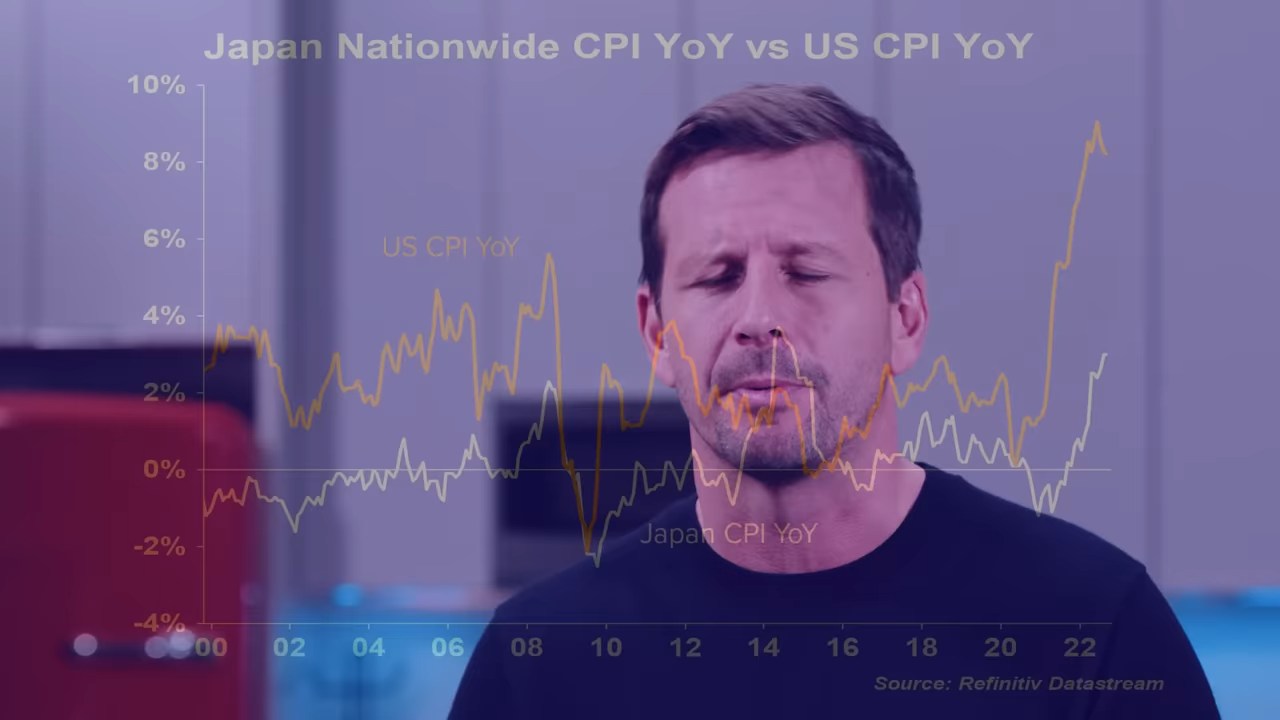 Japan Nationwide CPI YoY vs US CPI YoY
10%
8%
6%
4%
2%
0%
-2%
-4%
US CPI YoY
Japan CPI YoY
00 02 04 06 08 10 12 14 16 18 20 22
Source: Refinitiv Datastream